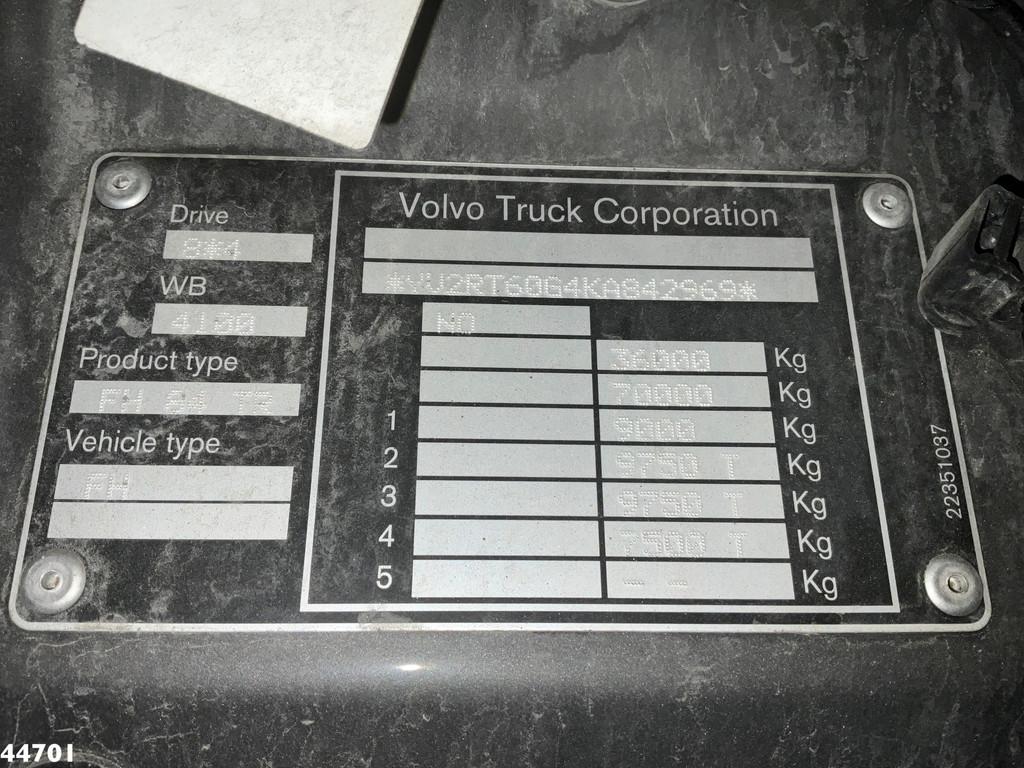 Volvo Truck Corporation
Drive
8*4
WB
4100
Product type
FH 84 TR
Vehicle type
FH
*YV2RT60G4KA842969*
NO
36000 Kg
70000 Kg
1 9000 Kg
2 9750 T Kg
3 9750 T Kg
4 7500 T Kg
5 Kg
22351037
44701